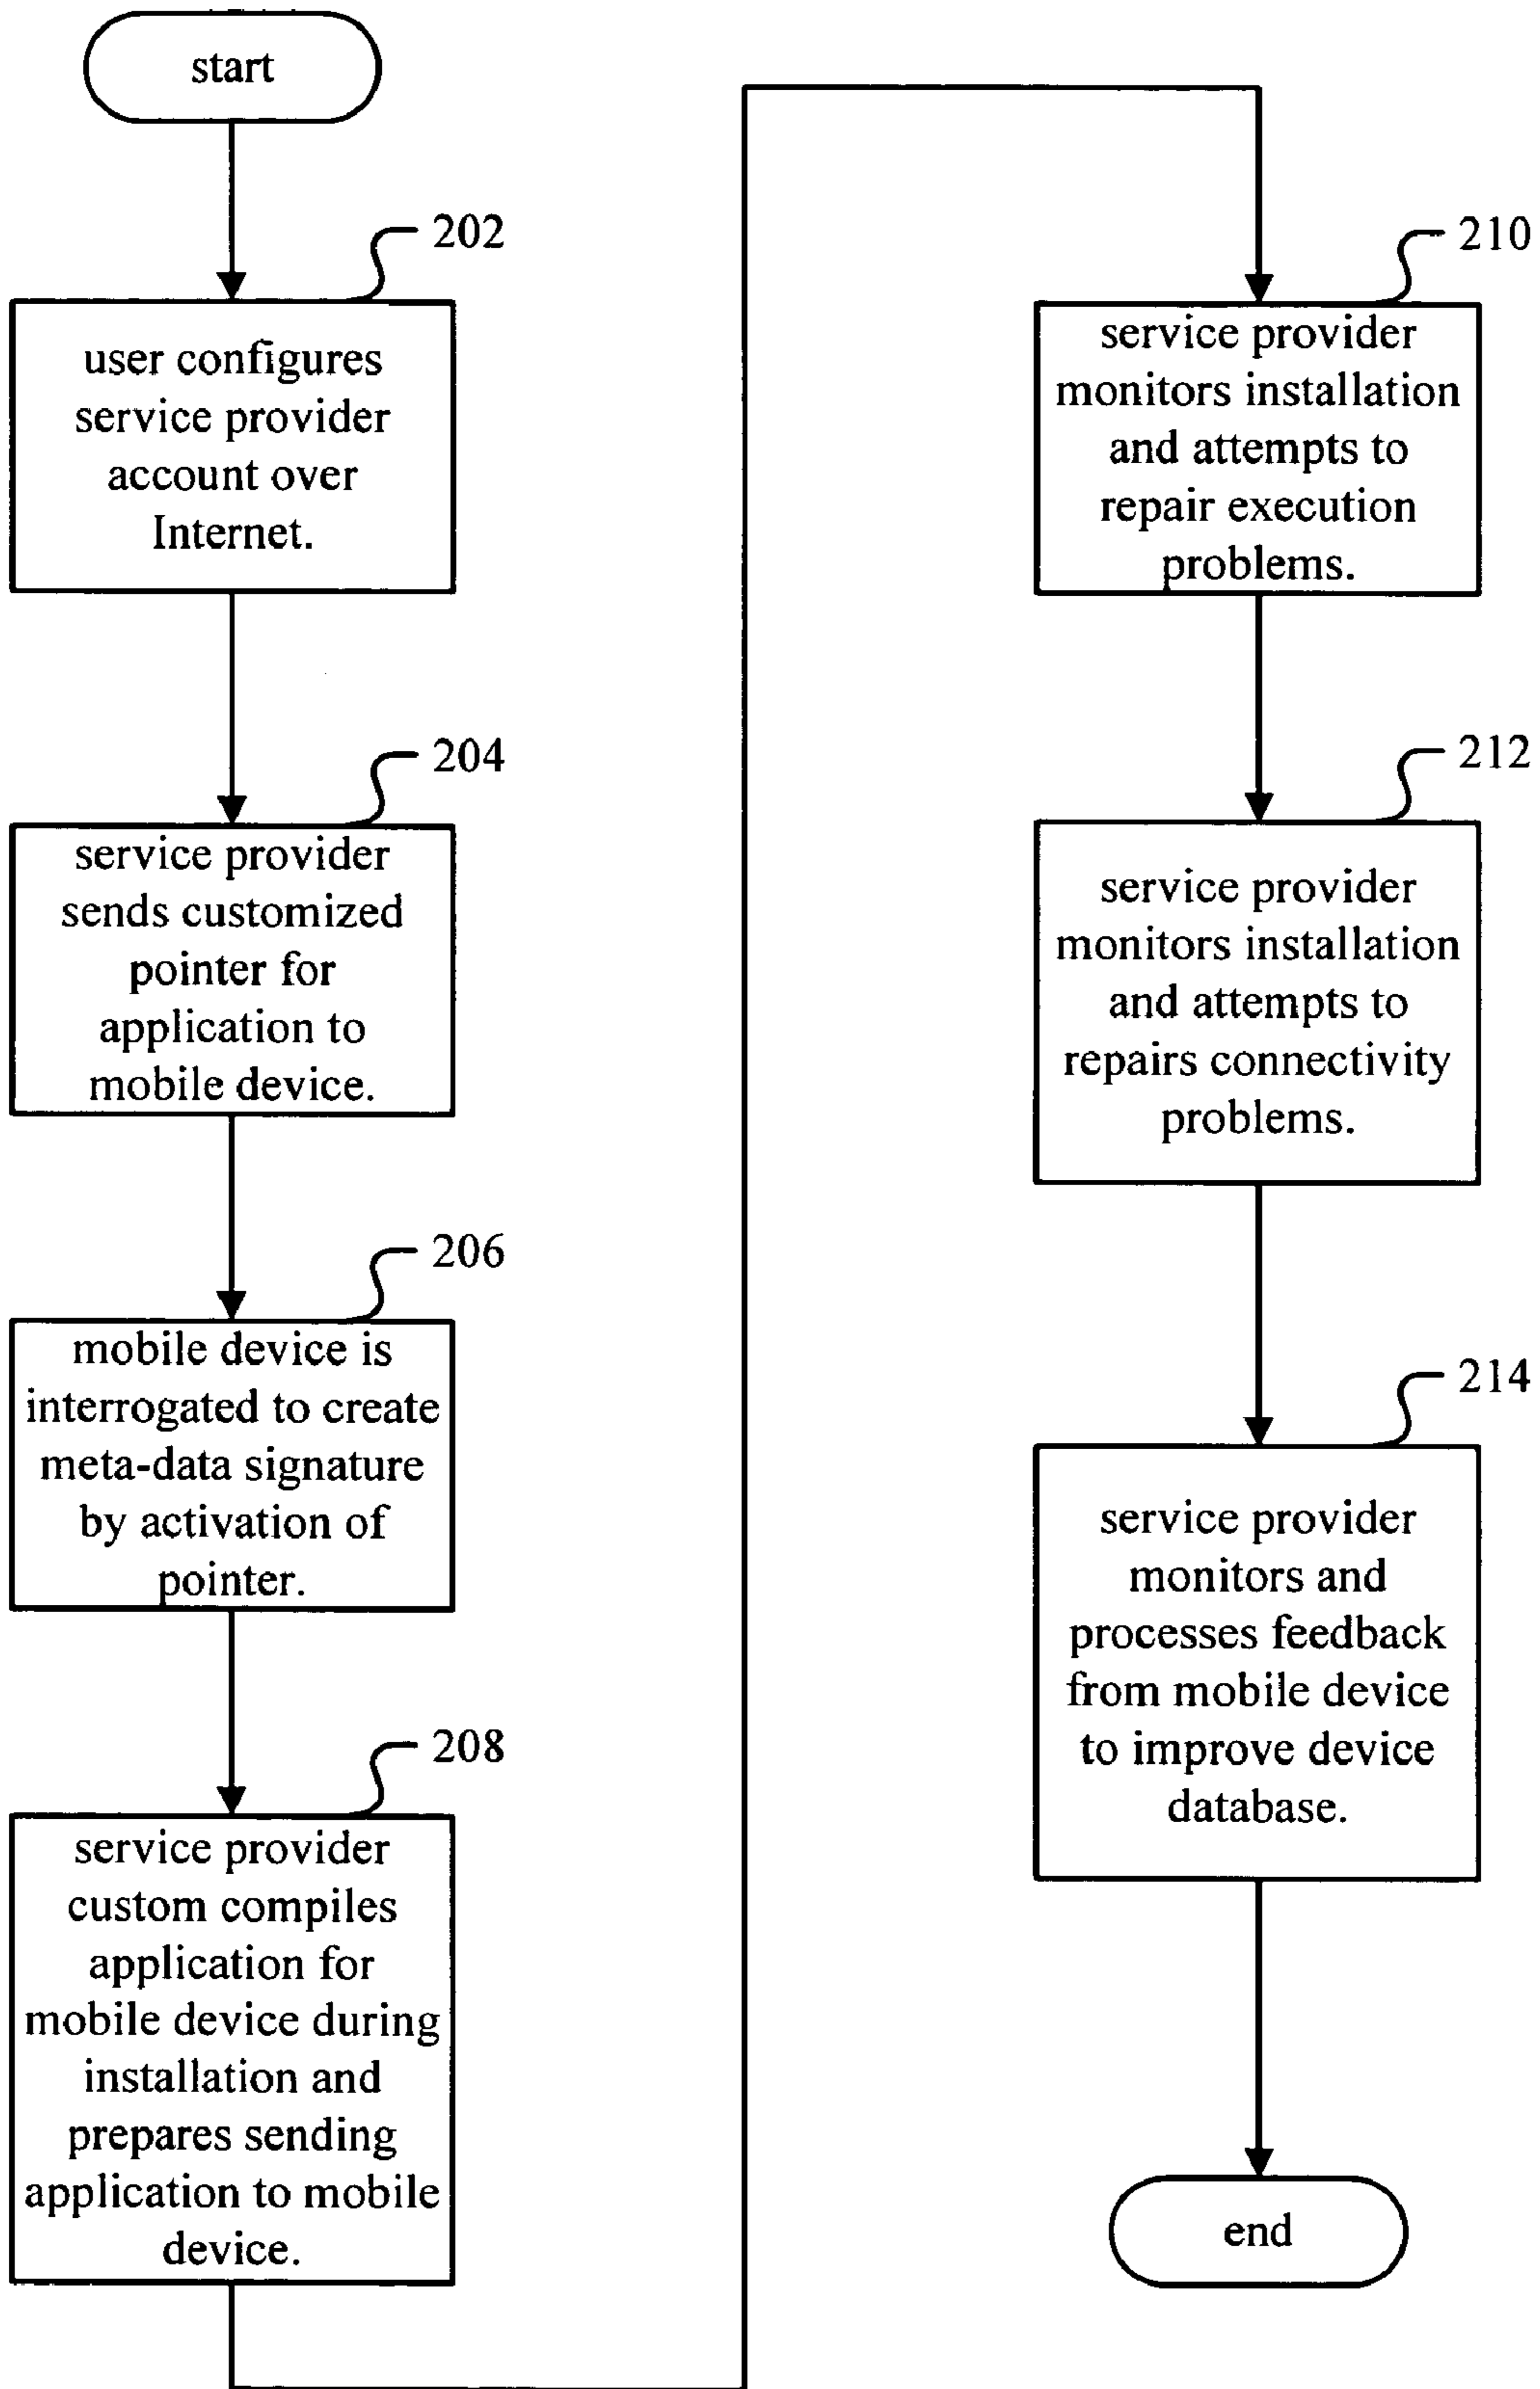 start
202
user configures
service provider
account over
Internet.
204
service provider
sends customized
pointer for
application to
mobile device.
206
mobile device is
interrogated to create
meta-data signature
by activation of
pointer.
208
service provider
custom compiles
application for
mobile device during
installation and
prepares sending
application to mobile
device.
210
service provider
monitors installation
and attempts to
repair execution
problems.
212
service provider
monitors installation
and attempts to
repairs connectivity
problems.
214
service provider
monitors and
processes feedback
from mobile device
to improve device
database.
end